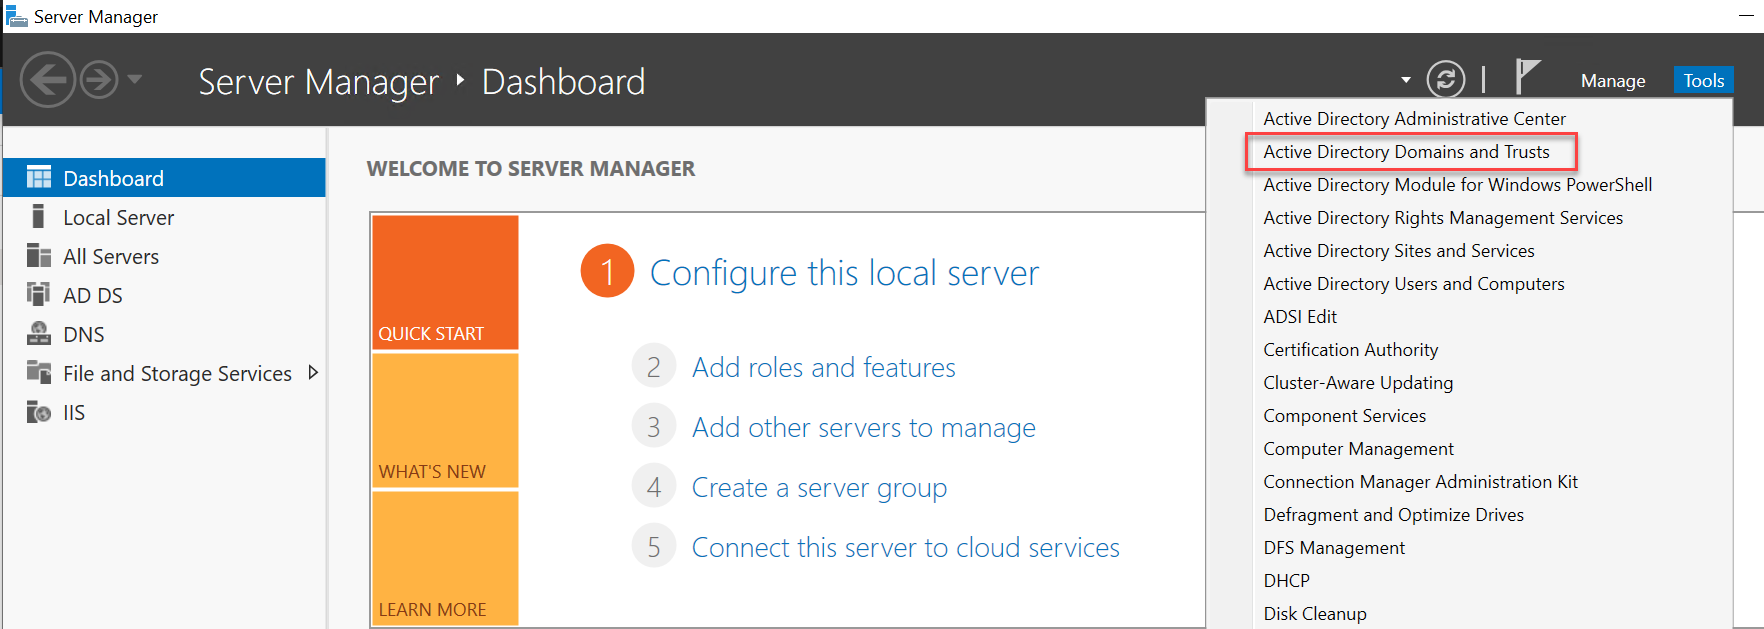 Server Manager
Server Manager Dashboard
Manage
Tools
Dashboard
Local Server
All Servers
AD DS
DNS
File and Storage Services
IIS
WELCOME TO SERVER MANAGER
QUICK START
WHAT'S NEW
LEARN MORE
1 Configure this local server
2 Add roles and features
3 Add other servers to manage
4 Create a server group
5 Connect this server to cloud services
Active Directory Administrative Center
Active Directory Domains and Trusts
Active Directory Module for Windows PowerShell
Active Directory Rights Management Services
Active Directory Sites and Services
Active Directory Users and Computers
ADSI Edit
Certification Authority
Cluster-Aware Updating
Component Services
Computer Management
Connection Manager Administration Kit
Defragment and Optimize Drives
DFS Management
DHCP
Disk Cleanup